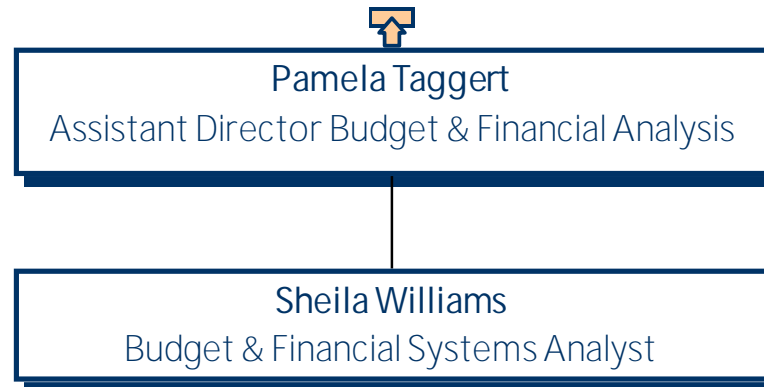 Pamela Taggert
Assistant Director Budget & Financial Analysis
Sheila Williams
Budget & Financial Systems Analyst